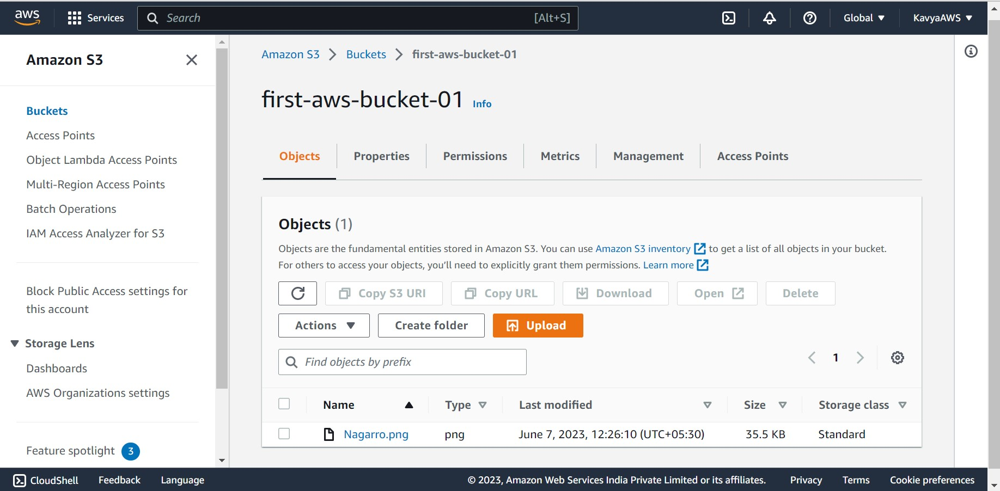 aws Services Search [Alt+S] Global KavyaAWS
Amazon S3
Buckets
Access Points
Object Lambda Access Points
Multi-Region Access Points
Batch Operations
IAM Access Analyzer for S3
Block Public Access settings for
this account
Storage Lens
Dashboards
AWS Organizations settings
Feature spotlight 3
Amazon S3 Buckets first-aws-bucket-01
first-aws-bucket-01 Info
Objects Properties Permissions Metrics Management Access Points
Objects (1)
Objects are the fundamental entities stored in Amazon S3. You can use Amazon S3 inventory to get a list of all objects in your bucket.
For others to access your objects, you’ll need to explicitly grant them permissions. Learn more
Copy S3 URI Copy URL Download Open Delete
Actions Create folder Upload
Find objects by prefix 1
Name Type Last modified Size Storage class
Nagarro.png png June 7, 2023, 12:26:10 (UTC+05:30) 35.5 KB Standard
CloudShell Feedback Language © 2023, Amazon Web Services India Private Limited or its affiliates. Privacy Terms Cookie preferences